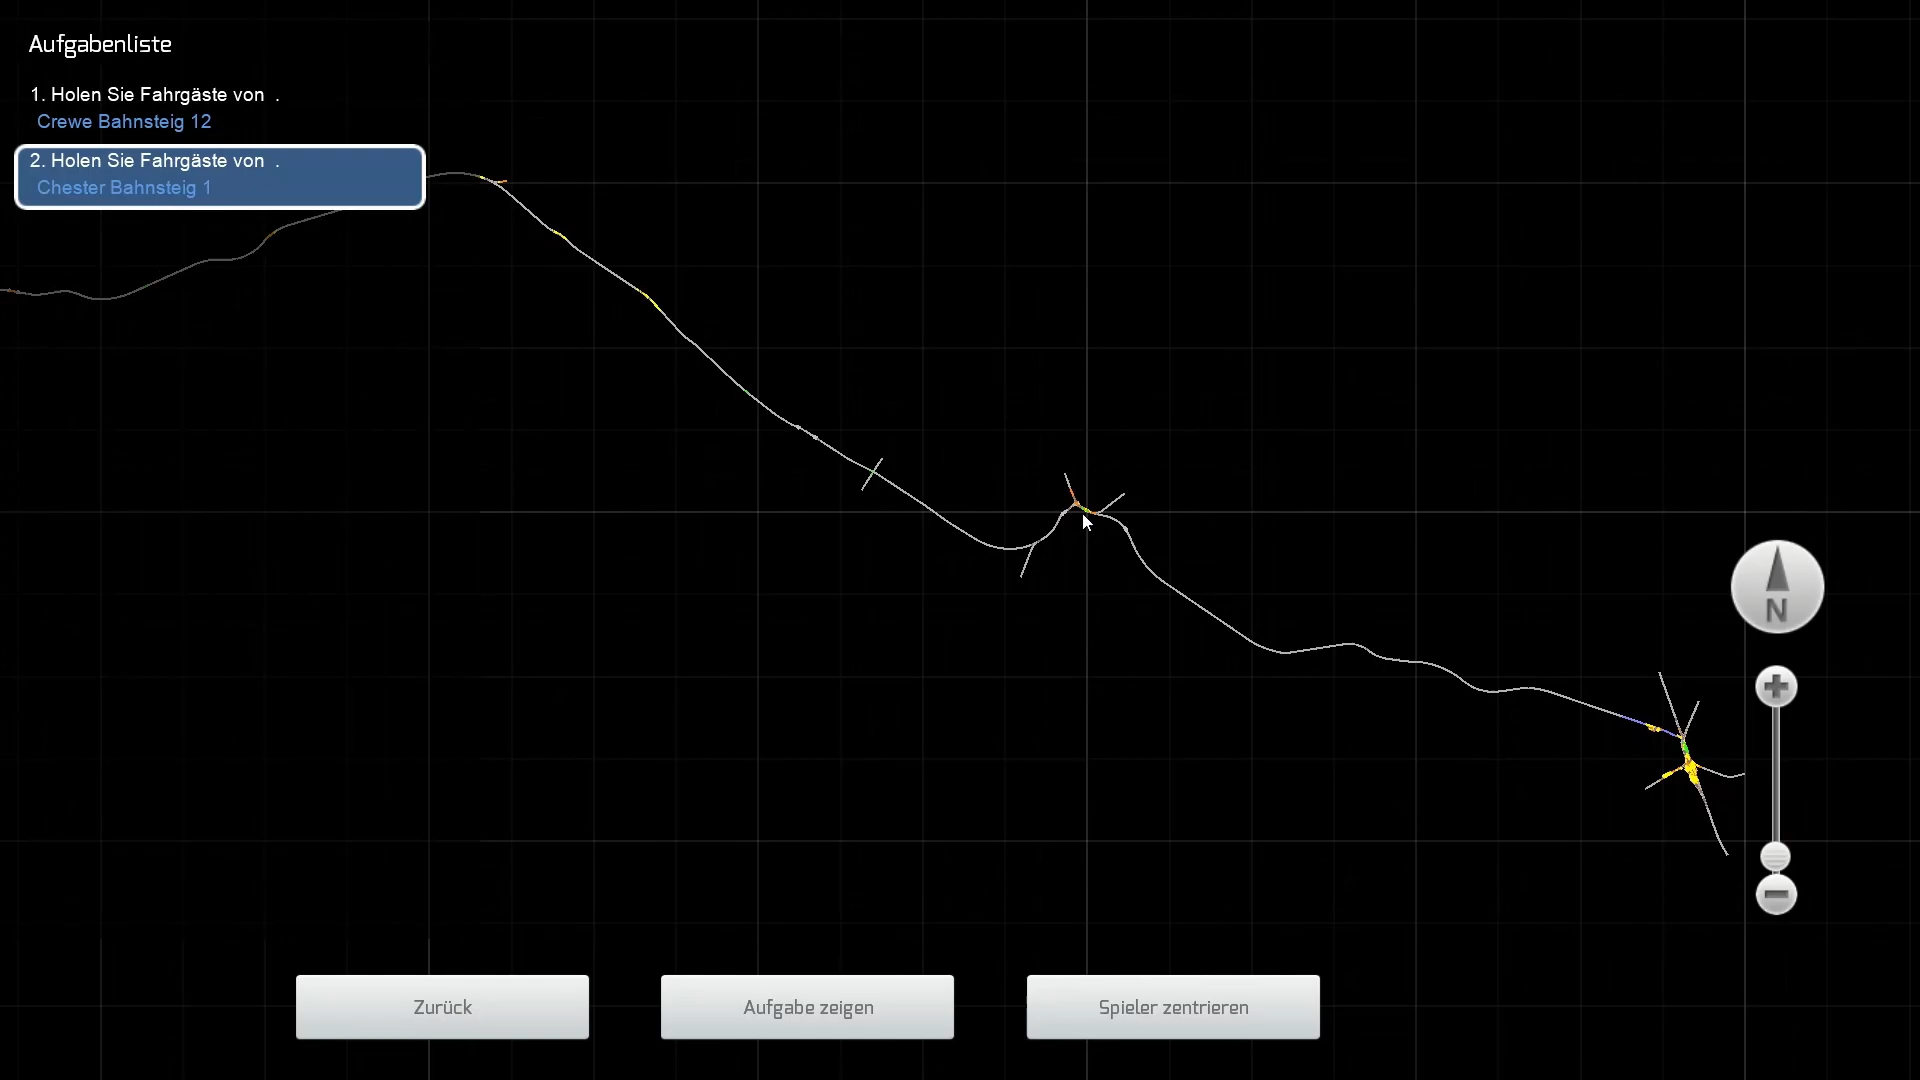 Aufgabenliste
1. Holen Sie Fahrgäste von  .
Crewe Bahnsteig 12
2. Holen Sie Fahrgäste von  .
Chester Bahnsteig 1
N
Zurück
Aufgabe zeigen
Spieler zentrieren